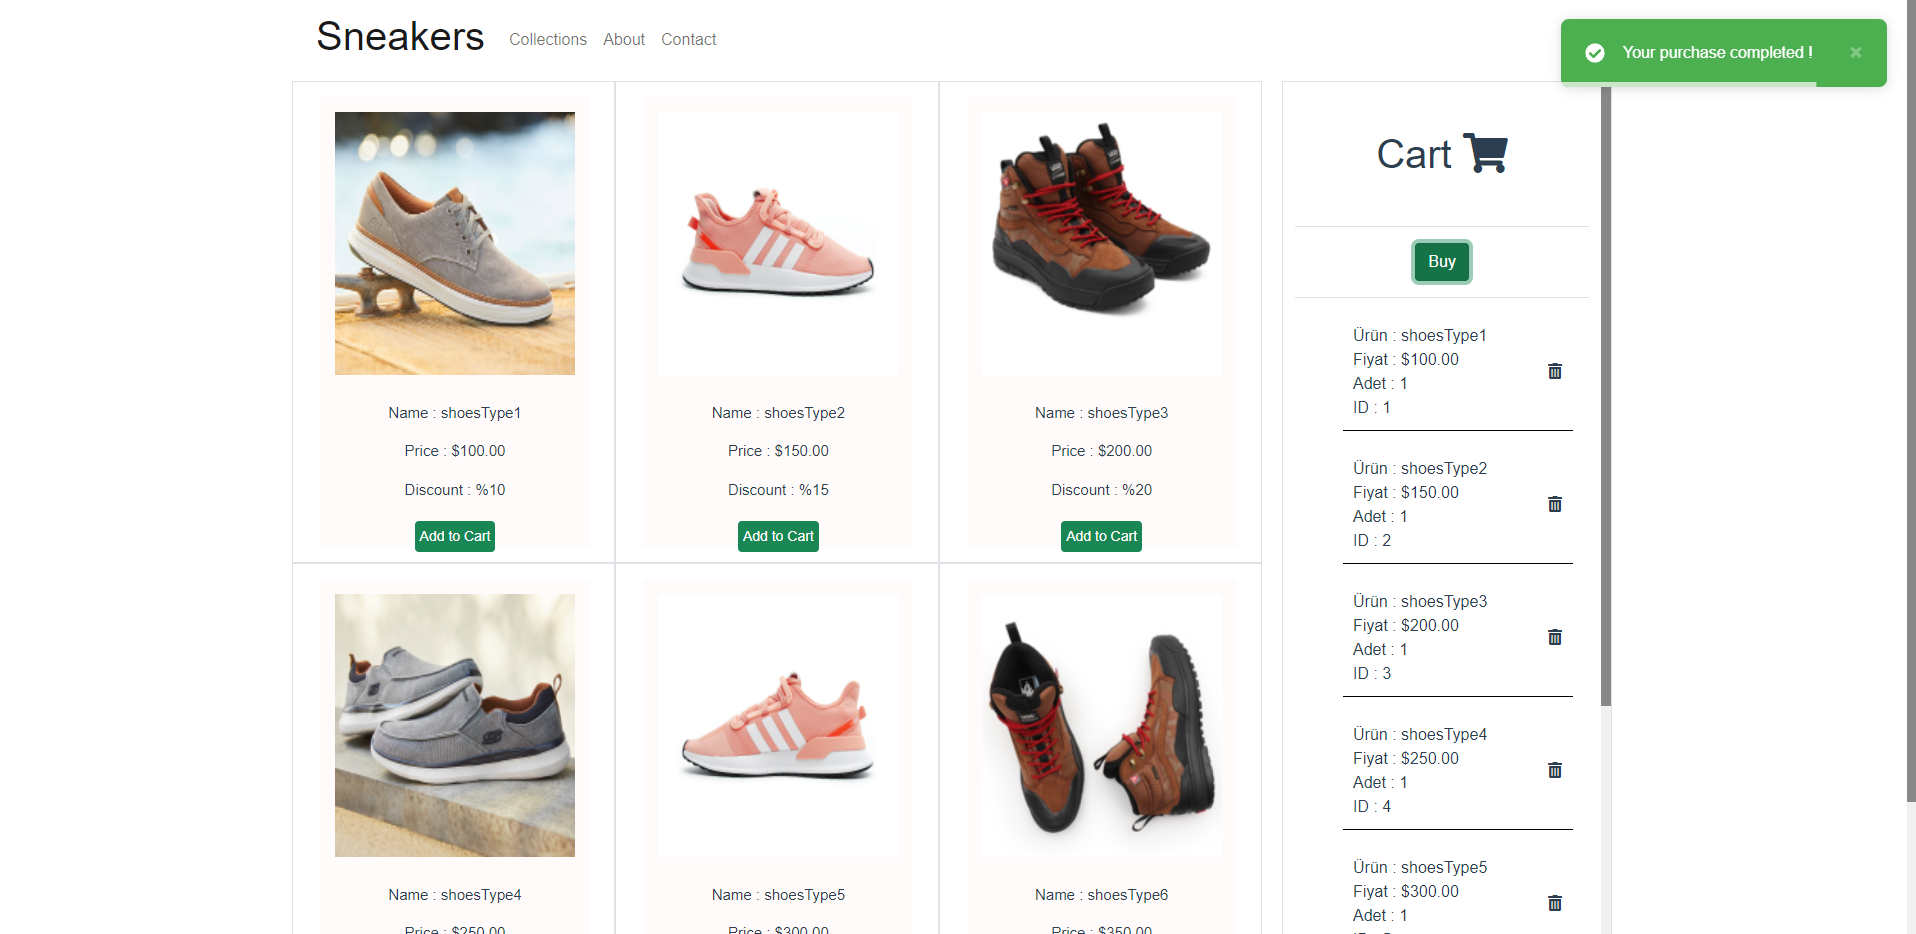 Sneakers
Collections
About
Contact
Your purchase completed !
×
Name : shoesType1
Price : $100.00
Discount : %10
Add to Cart
Name : shoesType2
Price : $150.00
Discount : %15
Add to Cart
Name : shoesType3
Price : $200.00
Discount : %20
Add to Cart
Name : shoesType4
Price : $250.00
Name : shoesType5
Price : $300.00
Name : shoesType6
Price : $350.00
Cart
Buy
Ürün : shoesType1
Fiyat : $100.00
Adet : 1
ID : 1
Ürün : shoesType2
Fiyat : $150.00
Adet : 1
ID : 2
Ürün : shoesType3
Fiyat : $200.00
Adet : 1
ID : 3
Ürün : shoesType4
Fiyat : $250.00
Adet : 1
ID : 4
Ürün : shoesType5
Fiyat : $300.00
Adet : 1